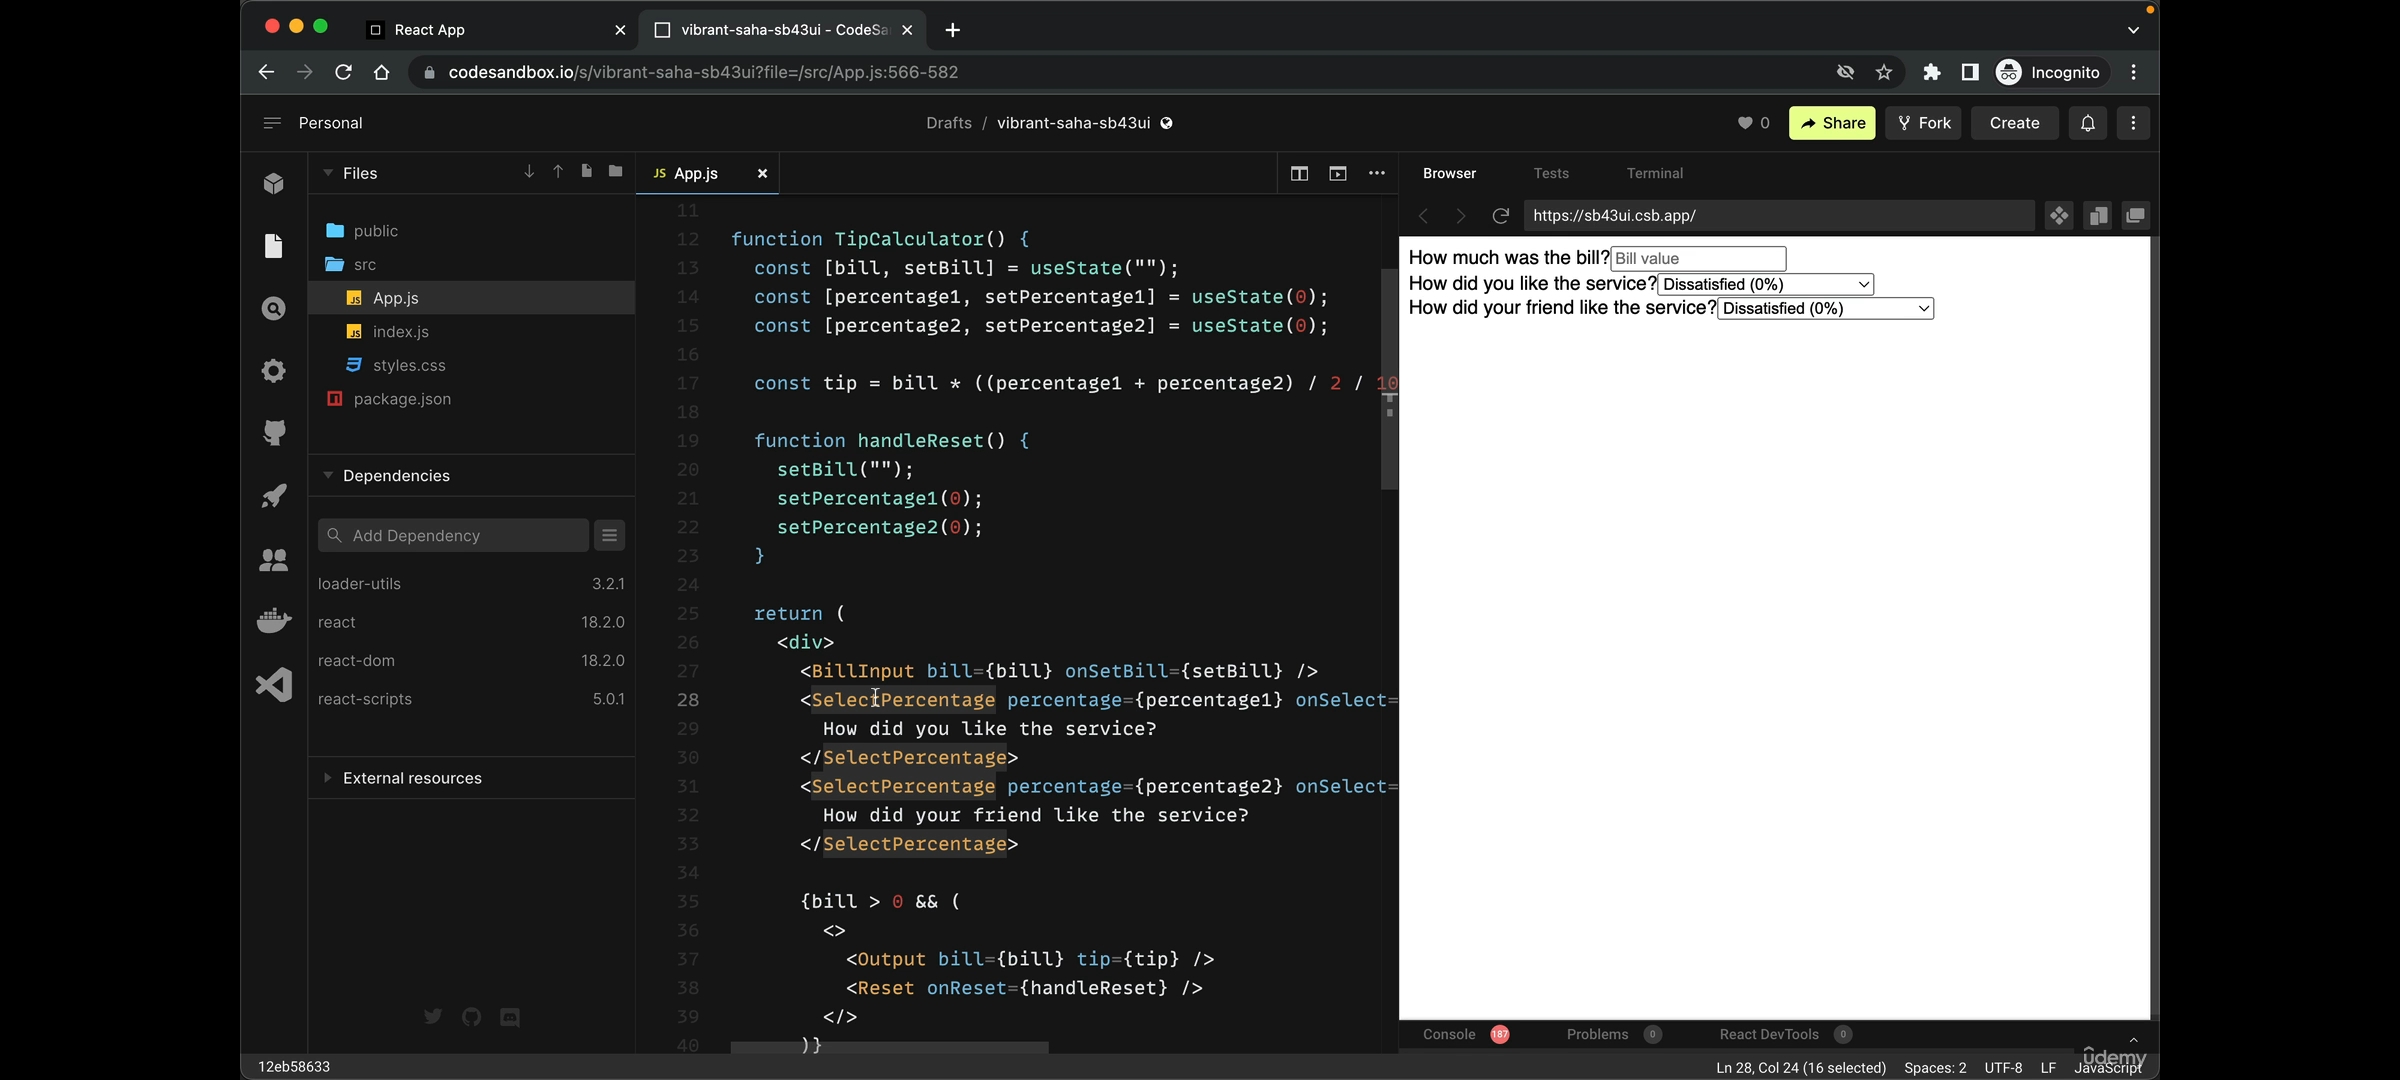 React App
vibrant-saha-sb43ui - CodeSa
codesandbox.io/s/vibrant-saha-sb43ui?file=/src/App.js:566-582
Incognito
Personal
Drafts / vibrant-saha-sb43ui
0
Share
Fork
Create
Files
public
src
App.js
index.js
styles.css
package.json
Dependencies
Add Dependency
loader-utils 3.2.1
react 18.2.0
react-dom 18.2.0
react-scripts 5.0.1
External resources
JS App.js
11
12 function TipCalculator() {
13 const [bill, setBill] = useState("");
14 const [percentage1, setPercentage1] = useState(0);
15 const [percentage2, setPercentage2] = useState(0);
16
17 const tip = bill * ((percentage1 + percentage2) / 2 / 10
18
19 function handleReset() {
20 setBill("");
21 setPercentage1(0);
22 setPercentage2(0);
23 }
24
25 return (
26 <div>
27 <BillInput bill={bill} onSetBill={setBill} />
28 <SelectPercentage percentage={percentage1} onSelect=
29 How did you like the service?
30 </SelectPercentage>
31 <SelectPercentage percentage={percentage2} onSelect=
32 How did your friend like the service?
33 </SelectPercentage>
34
35 {bill > 0 && (
36 <>
37 <Output bill={bill} tip={tip} />
38 <Reset onReset={handleReset} />
39 </>
40 )}
Browser Tests Terminal
https://sb43ui.csb.app/
How much was the bill? Bill value
How did you like the service? Dissatisfied (0%)
How did your friend like the service? Dissatisfied (0%)
Console 187 Problems 0 React DevTools 0
12eb58633
Ln 28, Col 24 (16 selected) Spaces: 2 UTF-8 LF JavaScript
ûdemy